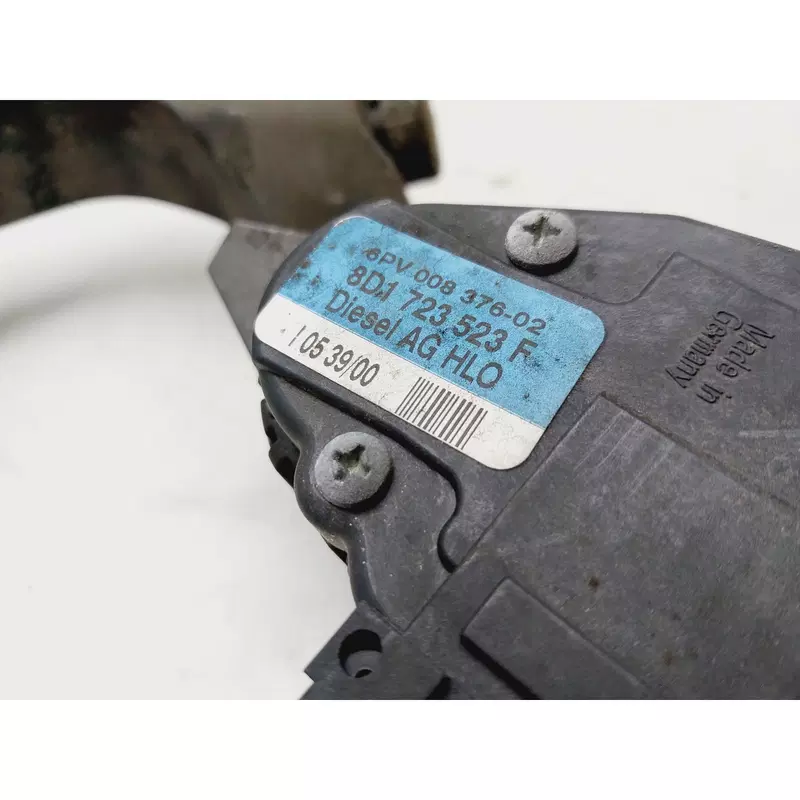 6PV 008 376-02
8D1 723 523 F
Diesel AG HLO
I 05 39/00
Made in
Germany